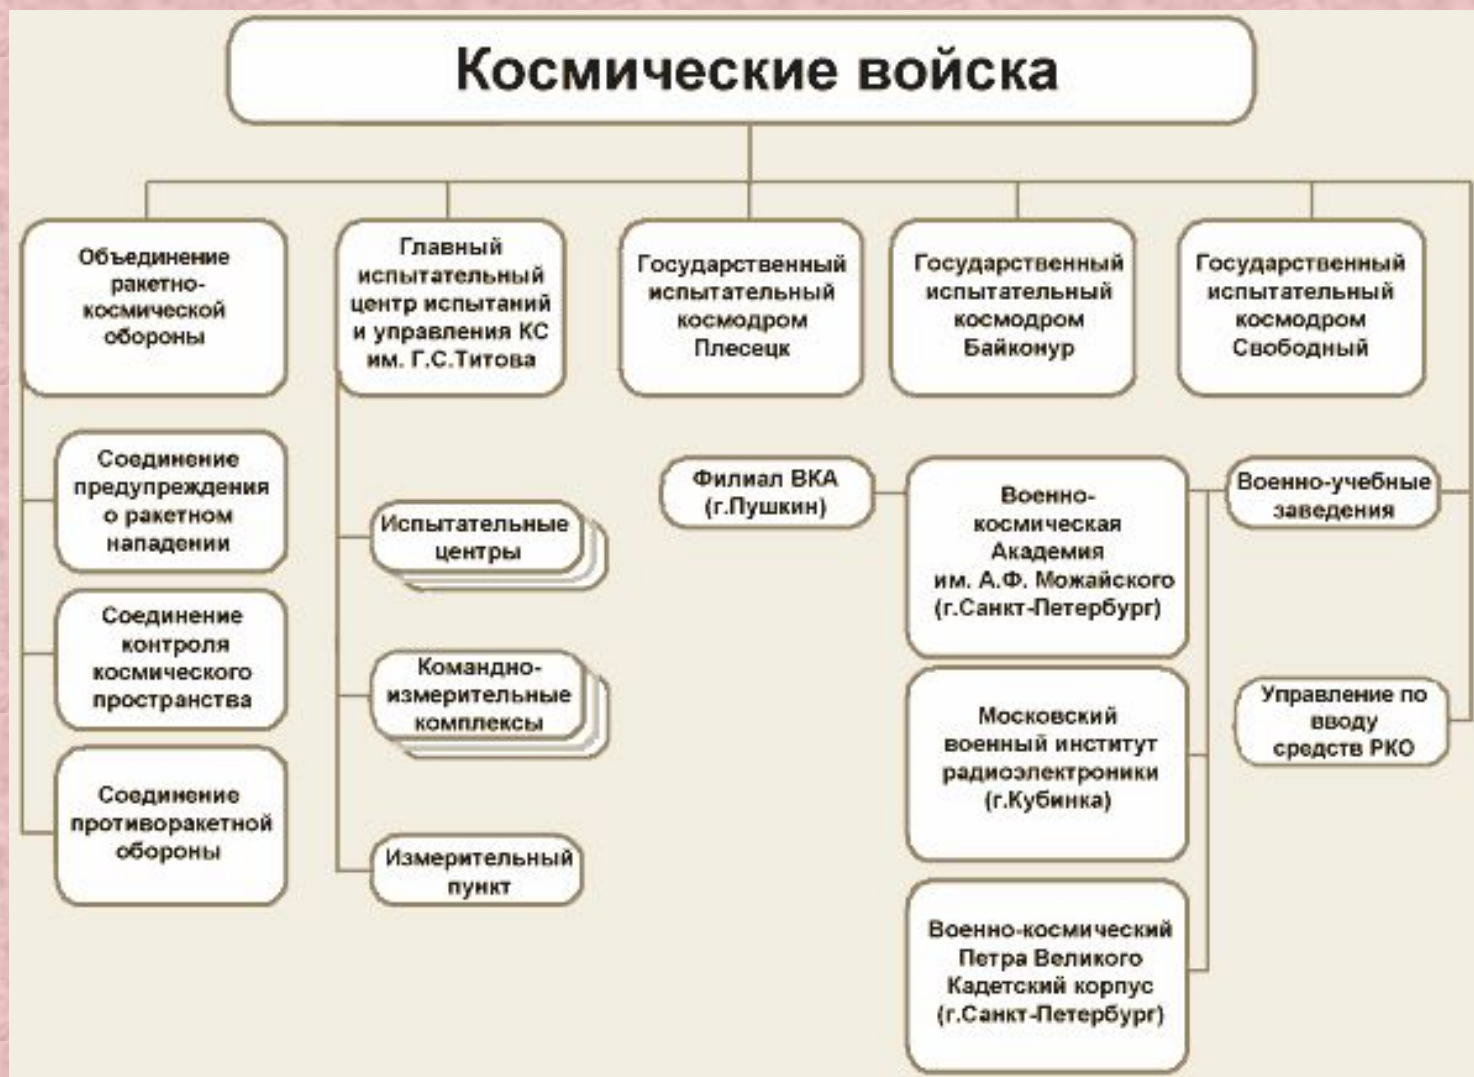 Космические войска
Объединение
ракетно-
космической
обороны
Главный
испытательный
центр испытаний
и управления КС
им. Г.С.Титова
Государственный
испытательный
космодром
Плесецк
Государственный
испытательный
космодром
Байконур
Государственный
испытательный
космодром
Свободный
Соединение
предупреждения
о ракетном
нападении
Соединение
контроля
космического
пространства
Соединение
противоракетной
обороны
Испытательные
центры
Командно-
измерительные
комплексы
Измерительный
пункт
Филиал ВКА
(г.Пушкин)
Военно-
космическая
Академия
им. А.Ф. Можайского
(г.Санкт-Петербург)
Московский
военный институт
радиоэлектроники
(г.Кубинка)
Военно-космический
Петра Великого
Кадетский корпус
(г.Санкт-Петербург)
Военно-учебные
заведения
Управление по
вводу
средств РКО